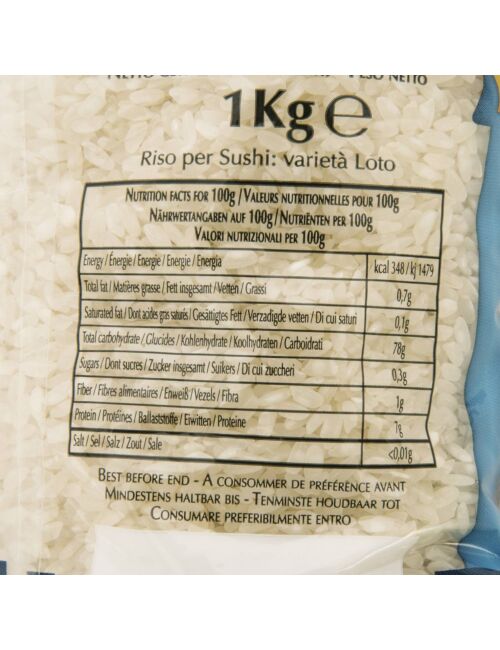 PESO NETTO
1Kg ℮
Riso per Sushi: varietà Loto
NUTRITION FACTS FOR 100g / VALEURS NUTRITIONNELLES POUR 100g
NÄHRWERTANGABEN AUF 100g / NUTRIËNTEN PER 100g
VALORI NUTRIZIONALI PER 100g
Energy / Énergie / Energie / Energie / Energia kcal 348 / kj 1479
Total fat / Matières grasse / Fett insgesamt / Vetten / Grassi 0,7g
Saturated fat / Dont acides gras saturés / Gesättigtes Fett / Verzadigde vetten / Di cui saturi 0,1g
Total carbohydrate / Glucides / Kohlenhydrate / Koolhydraten / Carboidrati 78g
Sugars / Dont sucres / Zucker insgesamt / Suikers / Di cui zuccheri 0,3g
Fiber / Fibres alimentaires / Enweiß / Vezels / Fibra 1g
Protein / Protéines / Ballaststoffe / Eiwitten / Proteine 7g
Salt / Sel / Salz / Zout / Sale <0,01g
BEST BEFORE END - A CONSOMMER DE PRÉFÉRENCE AVANT
MINDESTENS HALTBAR BIS - TENMINSTE HOUDBAAR TOT
CONSUMARE PREFERIBILMENTE ENTRO